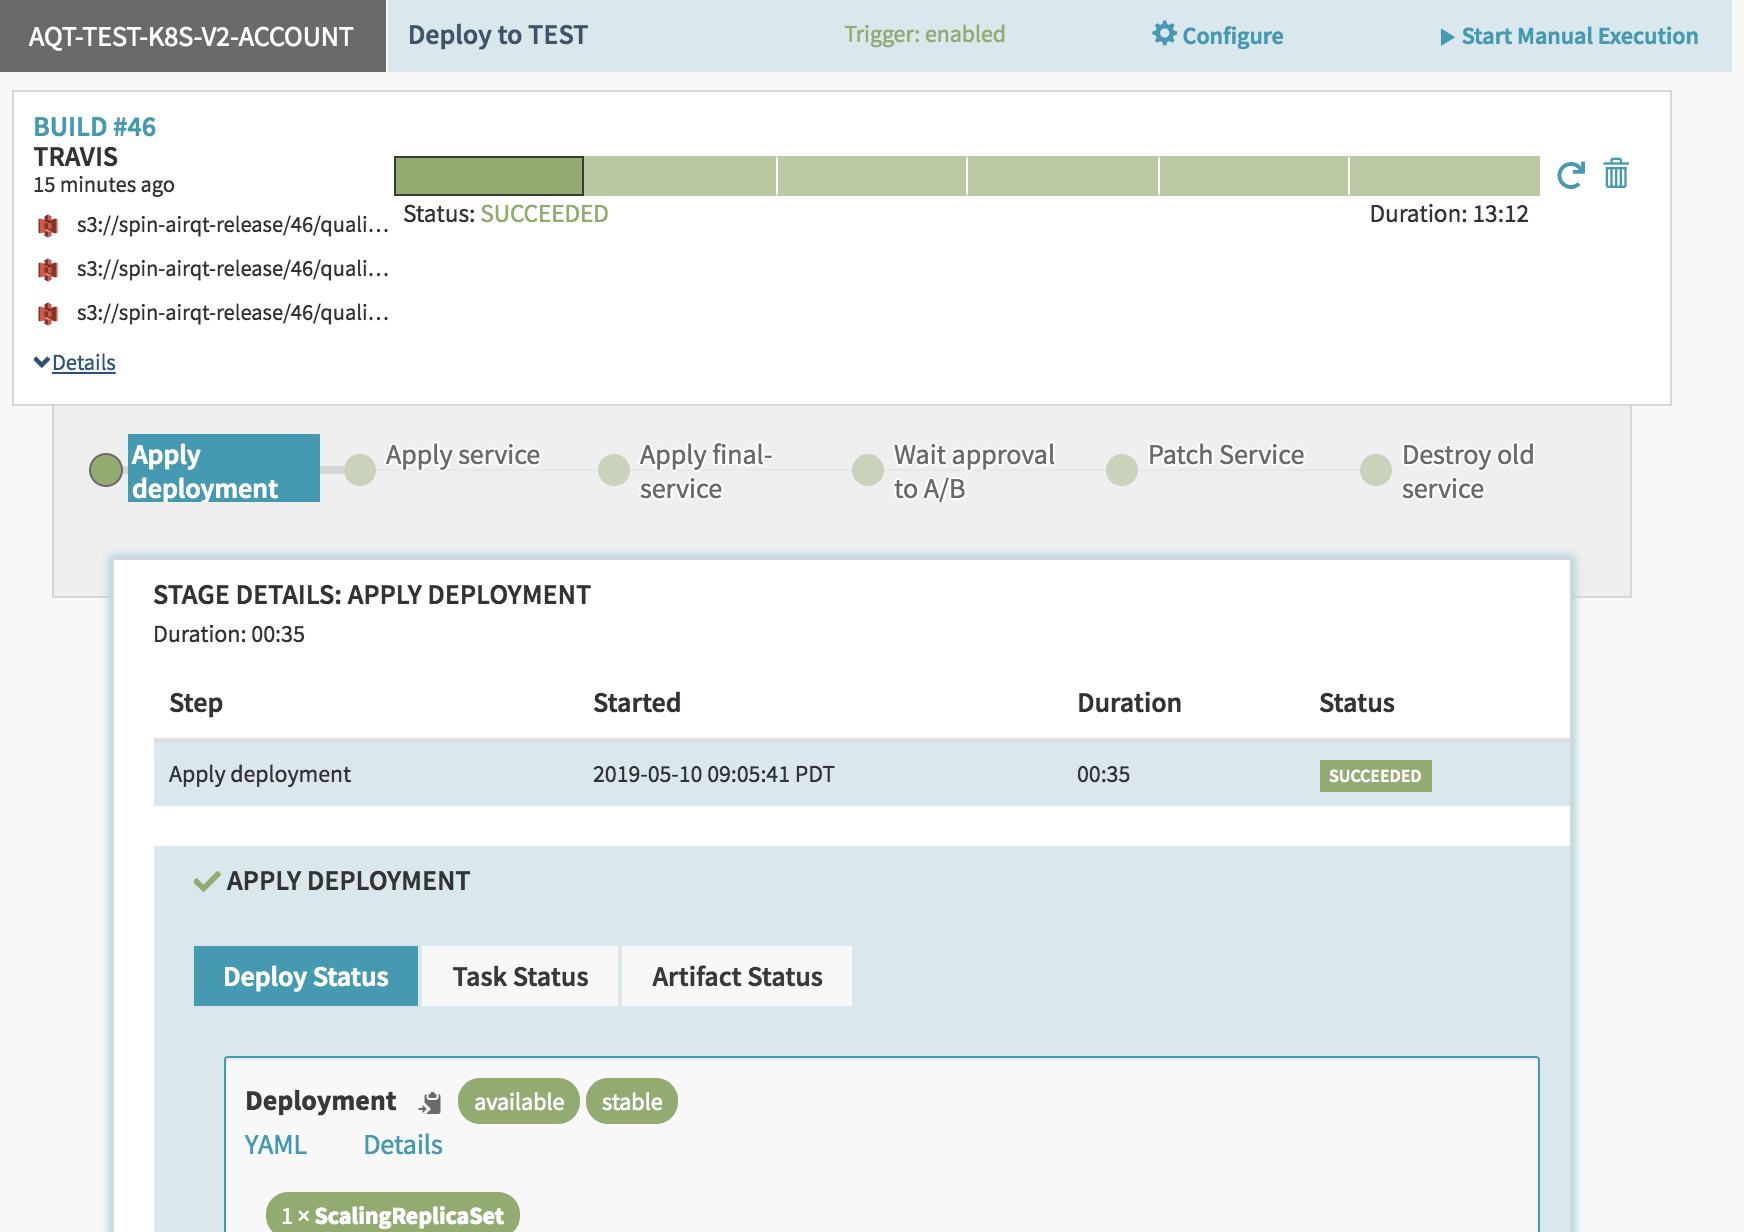 AQT-TEST-K8S-V2-ACCOUNT
Deploy to TEST
Trigger: enabled
Configure
Start Manual Execution
BUILD #46
TRAVIS
15 minutes ago
s3://spin-airqt-release/46/quali…
s3://spin-airqt-release/46/quali…
s3://spin-airqt-release/46/quali…
Details
Status: SUCCEEDED
Duration: 13:12
Apply
deployment
Apply service
Apply final-
service
Wait approval
to A/B
Patch Service
Destroy old
service
STAGE DETAILS: APPLY DEPLOYMENT
Duration: 00:35
Step Started Duration Status
Apply deployment 2019-05-10 09:05:41 PDT 00:35 SUCCEEDED
APPLY DEPLOYMENT
Deploy Status
Task Status
Artifact Status
Deployment available stable
YAML Details
1 × ScalingReplicaSet